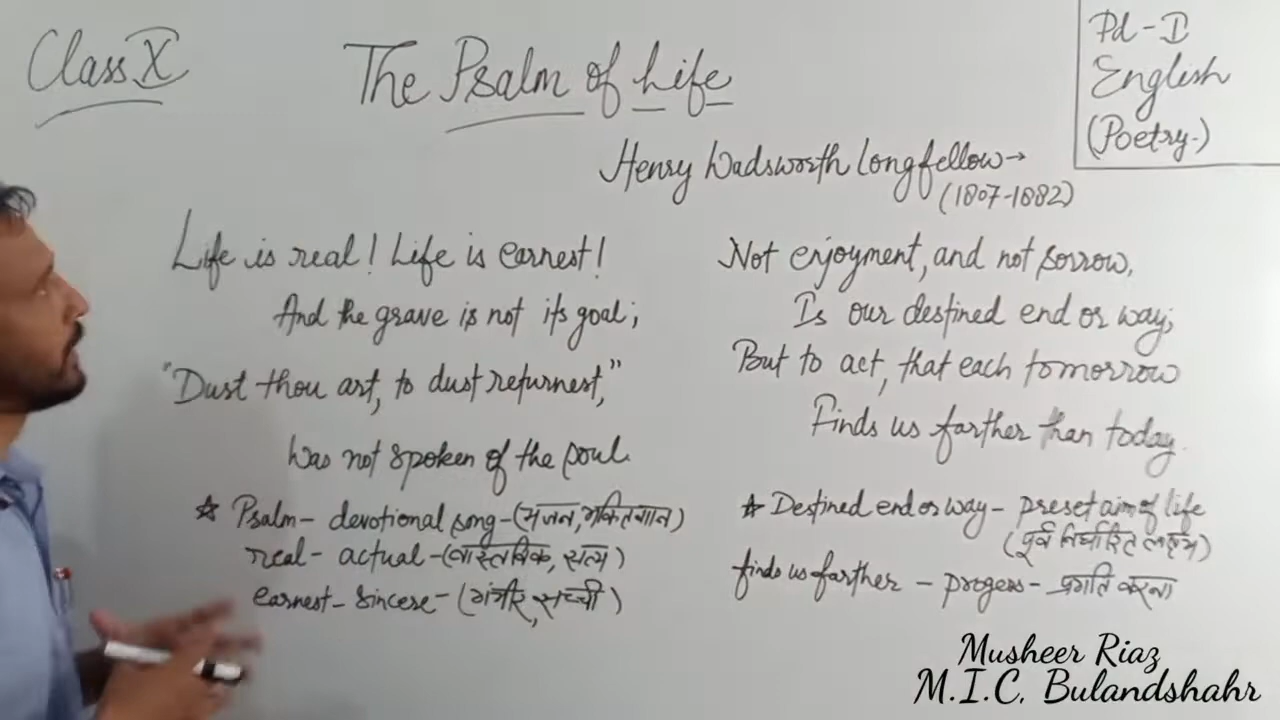 Class X
The Psalm of Life
Pd - I
English
(Poetry.)
Henry Wadsworth Longfellow→
(1807-1882)
Life is real! Life is earnest!
And the grave is not its goal;
"Dust thou art, to dust returnest,"
Was not spoken of the soul.
Not enjoyment, and not sorrow,
Is our destined end or way;
But to act, that each tomorrow
Finds us farther than today.
☆ Psalm - devotional song - (भजन, भक्तिगान)
real - actual - (वास्तविक, सत्य)
earnest - sincere - (गंभीर, सच्ची)
☆ Destined end or way - preset aim of life
(पूर्व निर्धारित लक्ष्य)
finds us farther - progess - प्रगति करना
Musheer Riaz
M.I.C. Bulandshahr